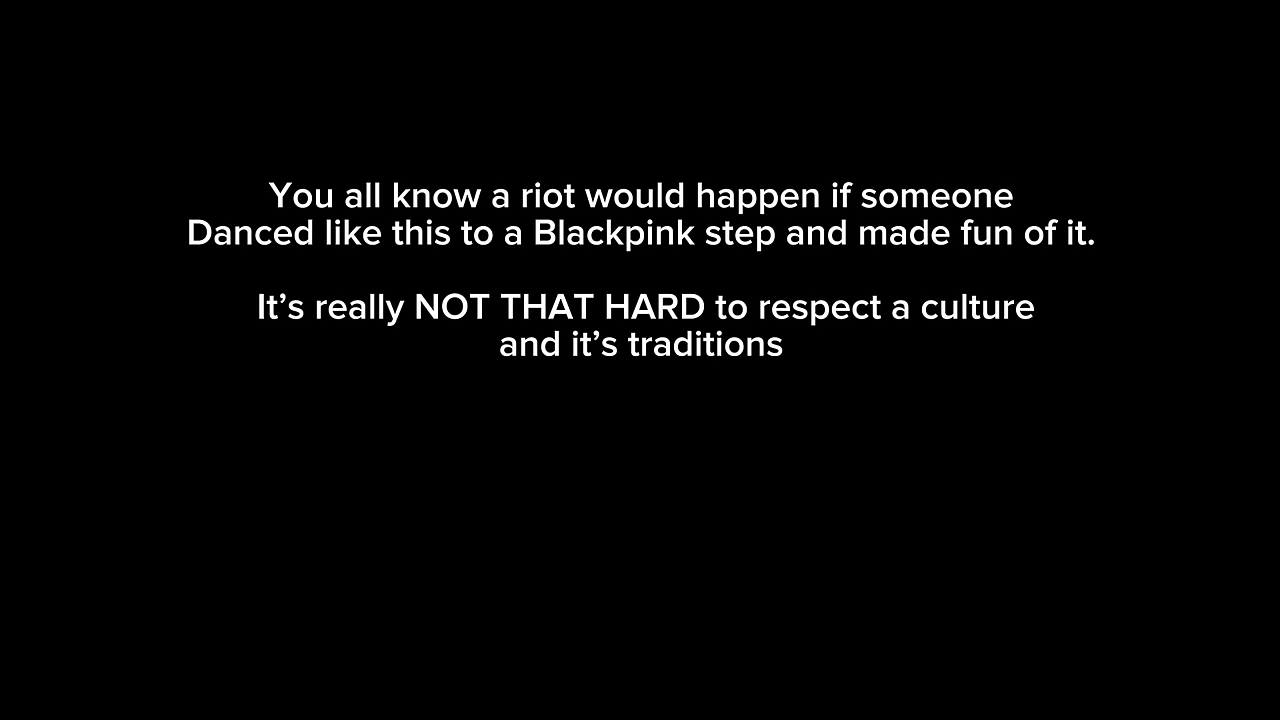 You all know a riot would happen if someone
Danced like this to a Blackpink step and made fun of it.
It’s really NOT THAT HARD to respect a culture
and it’s traditions